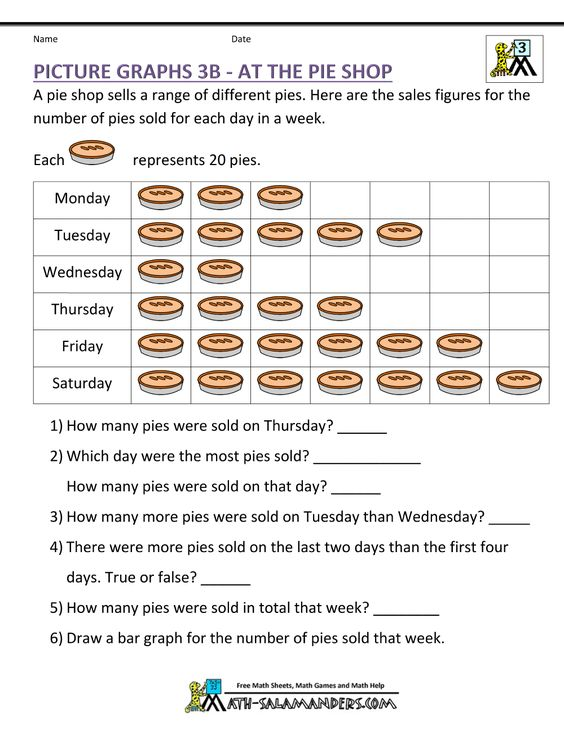 Name Date
3
PICTURE GRAPHS 3B - AT THE PIE SHOP
A pie shop sells a range of different pies. Here are the sales figures for the
number of pies sold for each day in a week.
Each represents 20 pies.
Monday
Tuesday
Wednesday
Thursday
Friday
Saturday
1) How many pies were sold on Thursday? ______
2) Which day were the most pies sold? _____________
How many pies were sold on that day? ______
3) How many more pies were sold on Tuesday than Wednesday? _____
4) There were more pies sold on the last two days than the first four
days. True or false? ______
5) How many pies were sold in total that week? ________
6) Draw a bar graph for the number of pies sold that week.
Free Math Sheets, Math Games and Math Help
MATH-SALAMANDERS.COM